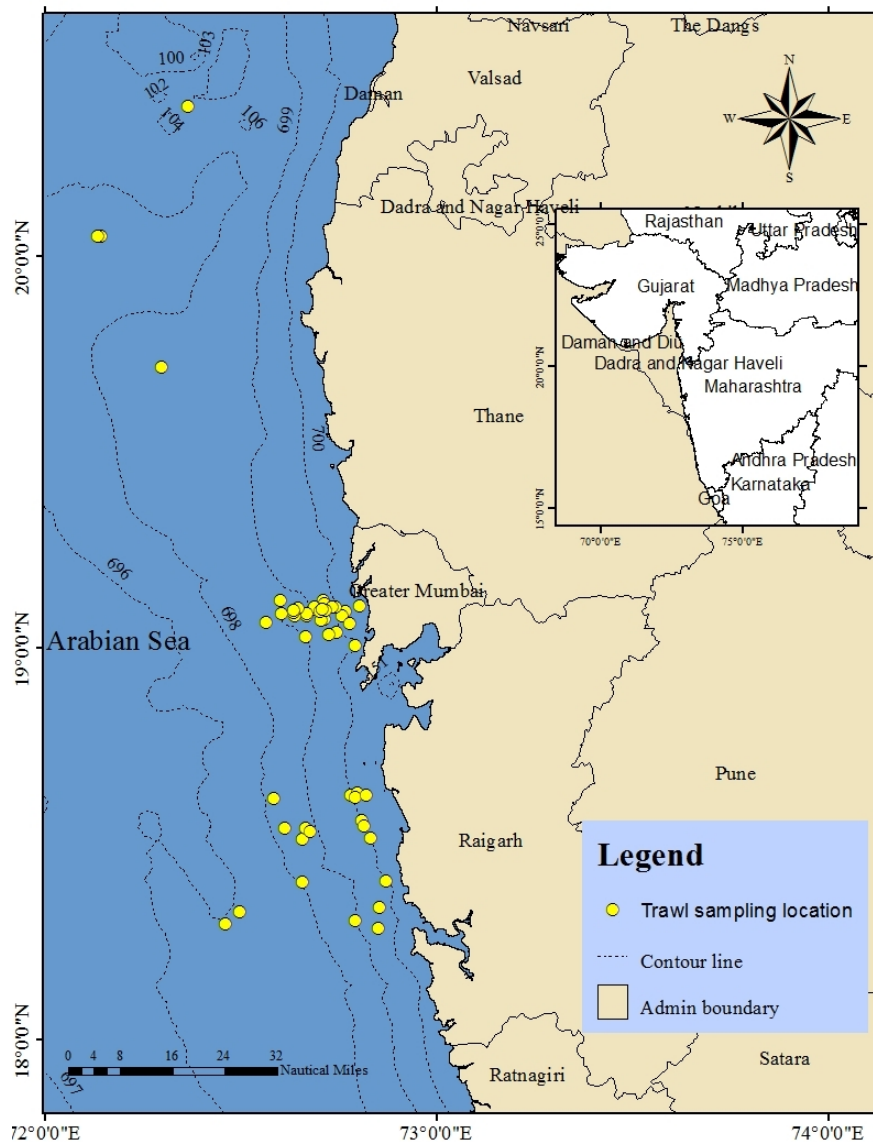 Navsari
The Dangs
103
100
Valsad
N
102
Daman
104
106
699
W
E
S
Dadra and Nagar Haveli
20°0'0"N
Thane
700
25°0'0"N
Rajasthan
Uttar Pradesh
Gujarat
Madhya Pradesh
Daman and Diu
20°0'0"N
Dadra and Nagar Haveli
Maharashtra
Andhra Pradesh
Karnataka
Goa
15°0'0"N
70°0'0"E
75°0'0"E
696
Greater Mumbai
698
Arabian Sea
19°0'0"N
Pune
Raigarh
Legend
Trawl sampling location
Contour line
Admin boundary
18°0'0"N
0 4 8 16 24 32
Nautical Miles
697
Ratnagiri
Satara
72°0'0"E
73°0'0"E
74°0'0"E